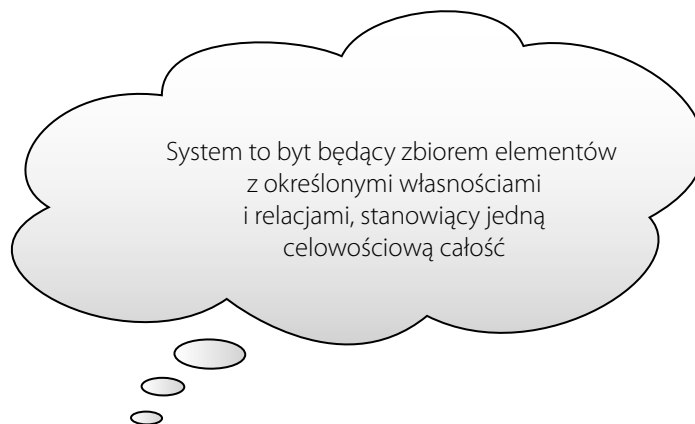 System to byt będący zbiorem elementów
z określonymi własnościami
i relacjami, stanowiący jedną
celowościową całość